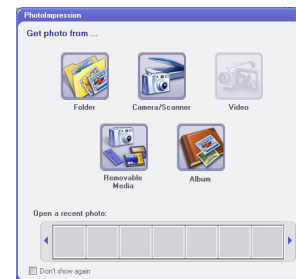 PhotoImpression
Get photo from ...
Folder
Camera/Scanner
Video
Removable
Media
Album
Open a recent photo:
Don't show again